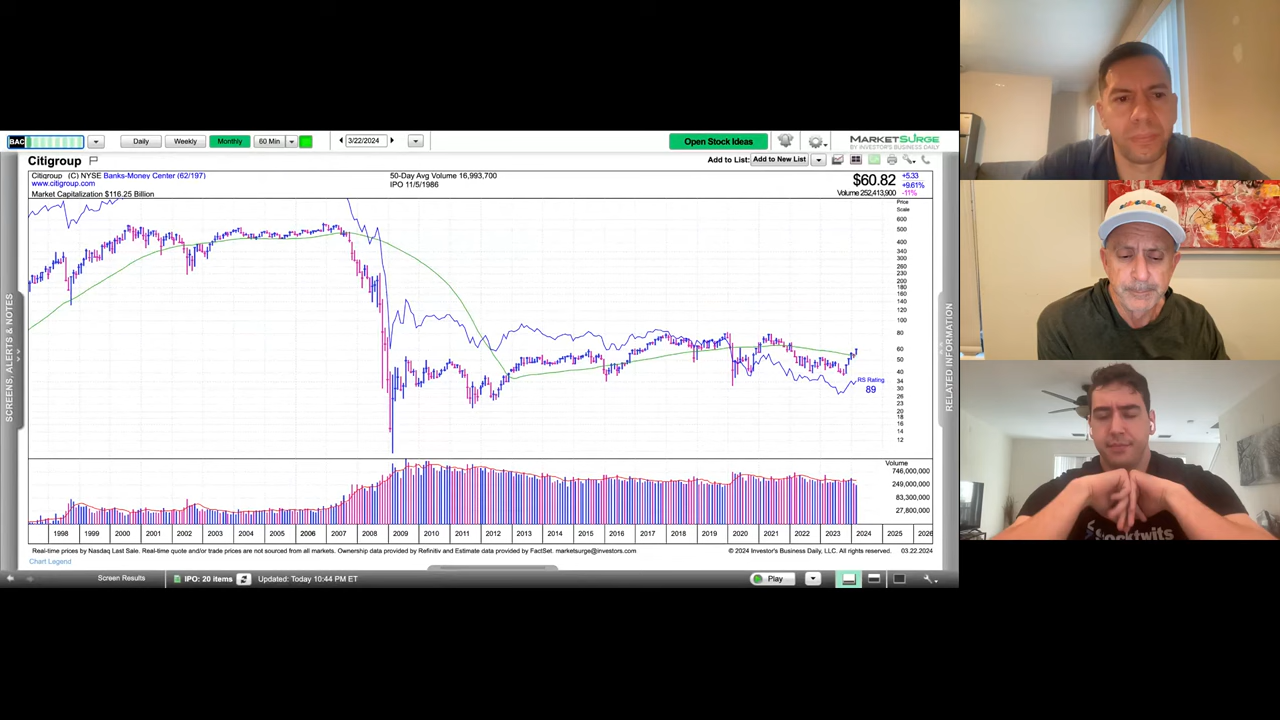 BAC
Daily
Weekly
Monthly
60 Min
3/22/2024
Open Stock Ideas
MARKETSURGE
BY INVESTOR'S BUSINESS DAILY
Citigroup
Add to List:
Add to New List
Citigroup (C) NYSE Banks-Money Center (62/197)
www.citigroup.com
Market Capitalization $116.25 Billion
50-Day Avg Volume 16,993,700
IPO 11/5/1986
$60.82
+5.33
+9.61%
Volume 252,413,900
-11%
Price
Scale
600
500
400
340
300
260
230
200
180
160
140
120
100
80
60
50
40
34
30
26
23
20
18
16
14
12
RS Rating
89
Volume
746,000,000
249,000,000
83,300,000
27,800,000
1998 1999 2000 2001 2002 2003 2004 2005 2006 2007 2008 2009 2010 2011 2012 2013 2014 2015 2016 2017 2018 2019 2020 2021 2022 2023 2024 2025 2026
Real-time prices by Nasdaq Last Sale. Real-time quote and/or trade prices are not sourced from all markets. Ownership data provided by Refinitiv and Estimate data provided by FactSet. marketsurge@investors.com
© 2024 Investor's Business Daily, LLC. All rights reserved.
03.22.2024
Chart Legend
Screen Results
IPO: 20 items
Updated: Today 10:44 PM ET
Play
SCREENS, ALERTS & NOTES
RELATED INFORMATION
Stocktwits